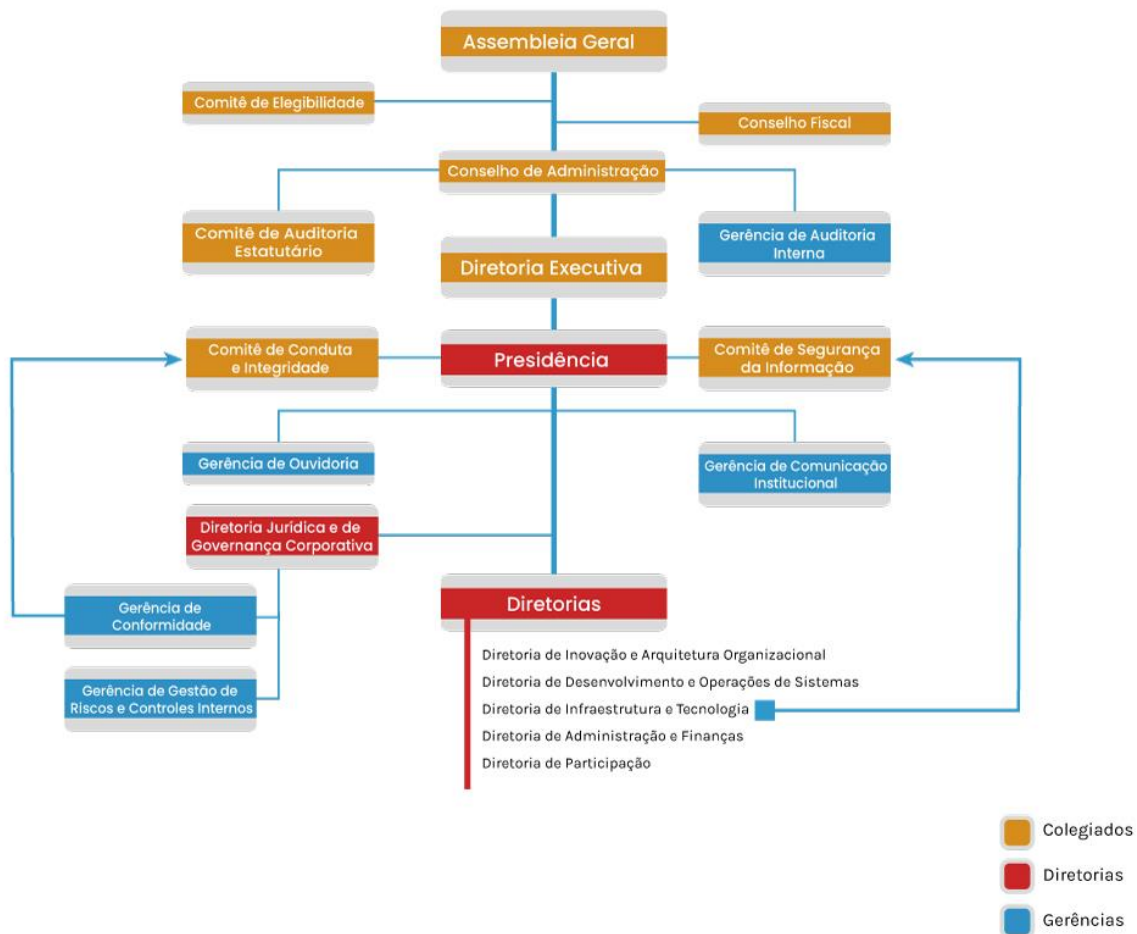 Assembleia Geral
Comitê de Elegibilidade
Conselho Fiscal
Conselho de Administração
Comitê de Auditoria
Estatutário
Gerência de Auditoria
Interna
Diretoria Executiva
Comitê de Conduta
e Integridade
Presidência
Comitê de Segurança
da Informação
Gerência de Ouvidoria
Gerência de Comunicação
Institucional
Diretoria Jurídica e de
Governança Corporativa
Gerência de
Conformidade
Gerência de Gestão de
Riscos e Controles Internos
Diretorias
Diretoria de Inovação e Arquitetura Organizacional
Diretoria de Desenvolvimento e Operações de Sistemas
Diretoria de Infraestrutura e Tecnologia
Diretoria de Administração e Finanças
Diretoria de Participação
Colegiados
Diretorias
Gerências